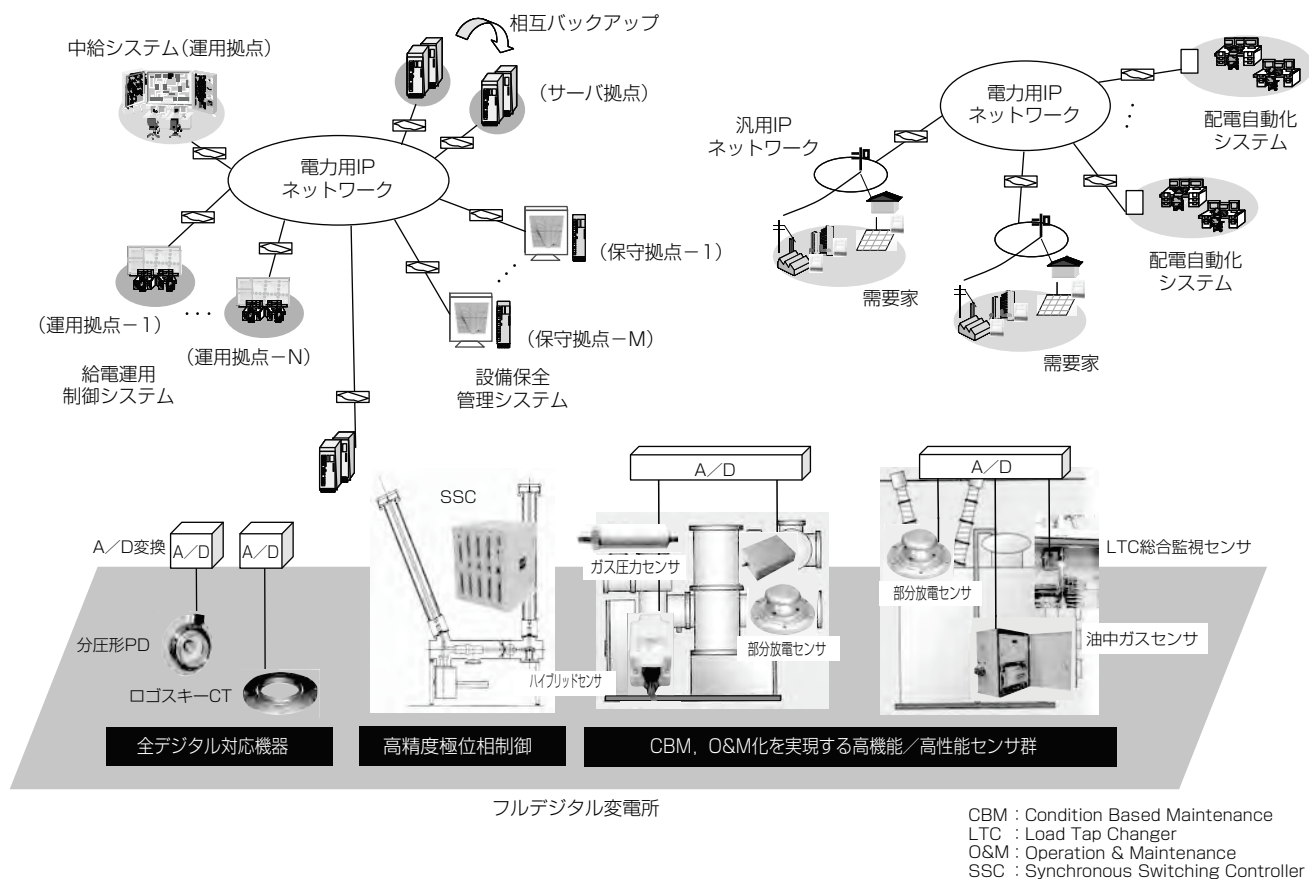 相互バックアップ
中給システム(運用拠点)
(サーバ拠点)
電力用IP
ネットワーク
(運用拠点−1)
・・・
(運用拠点−N)
給電運用
制御システム
(保守拠点−1)
・・・
(保守拠点−M)
設備保全
管理システム
電力用IP
ネットワーク
汎用IP
ネットワーク
・・・
配電自動化
システム
配電自動化
システム
需要家
需要家
A/D変換
A/D
A/D
分圧形PD
ロゴスキーCT
SSC
A/D
ガス圧力センサ
部分放電センサ
ハイブリッドセンサ
A/D
LTC総合監視センサ
部分放電センサ
油中ガスセンサ
全デジタル対応機器
高精度極位相制御
CBM,O&M化を実現する高機能/高性能センサ群
フルデジタル変電所
CBM:Condition Based Maintenance
LTC:Load Tap Changer
O&M:Operation & Maintenance
SSC:Synchronous Switching Controller